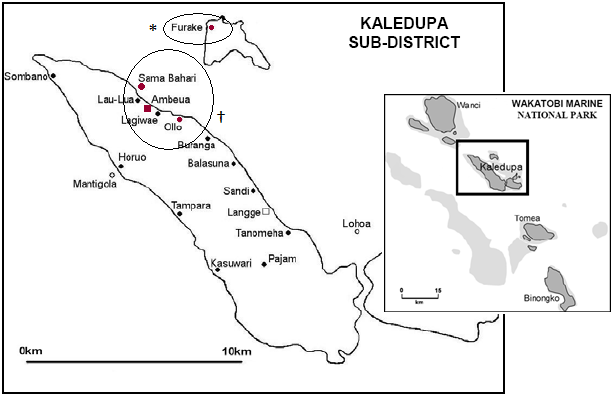 KALEDUPA
SUB-DISTRICT
*
Furake
Sombano
Sama Bahari
Lau-Lua
Ambeua
Lagiwae
Ollo
†
Buranga
Horuo
Balasuna
Mantigola
Sandi
Tampara
Langge
Lohoa
Tanomeha
Kasuwari
Pajam
0km
10km
Wanci
WAKATOBI MARINE
NATIONAL PARK
Kaledupa
Tomea
Binongko
0
15
km